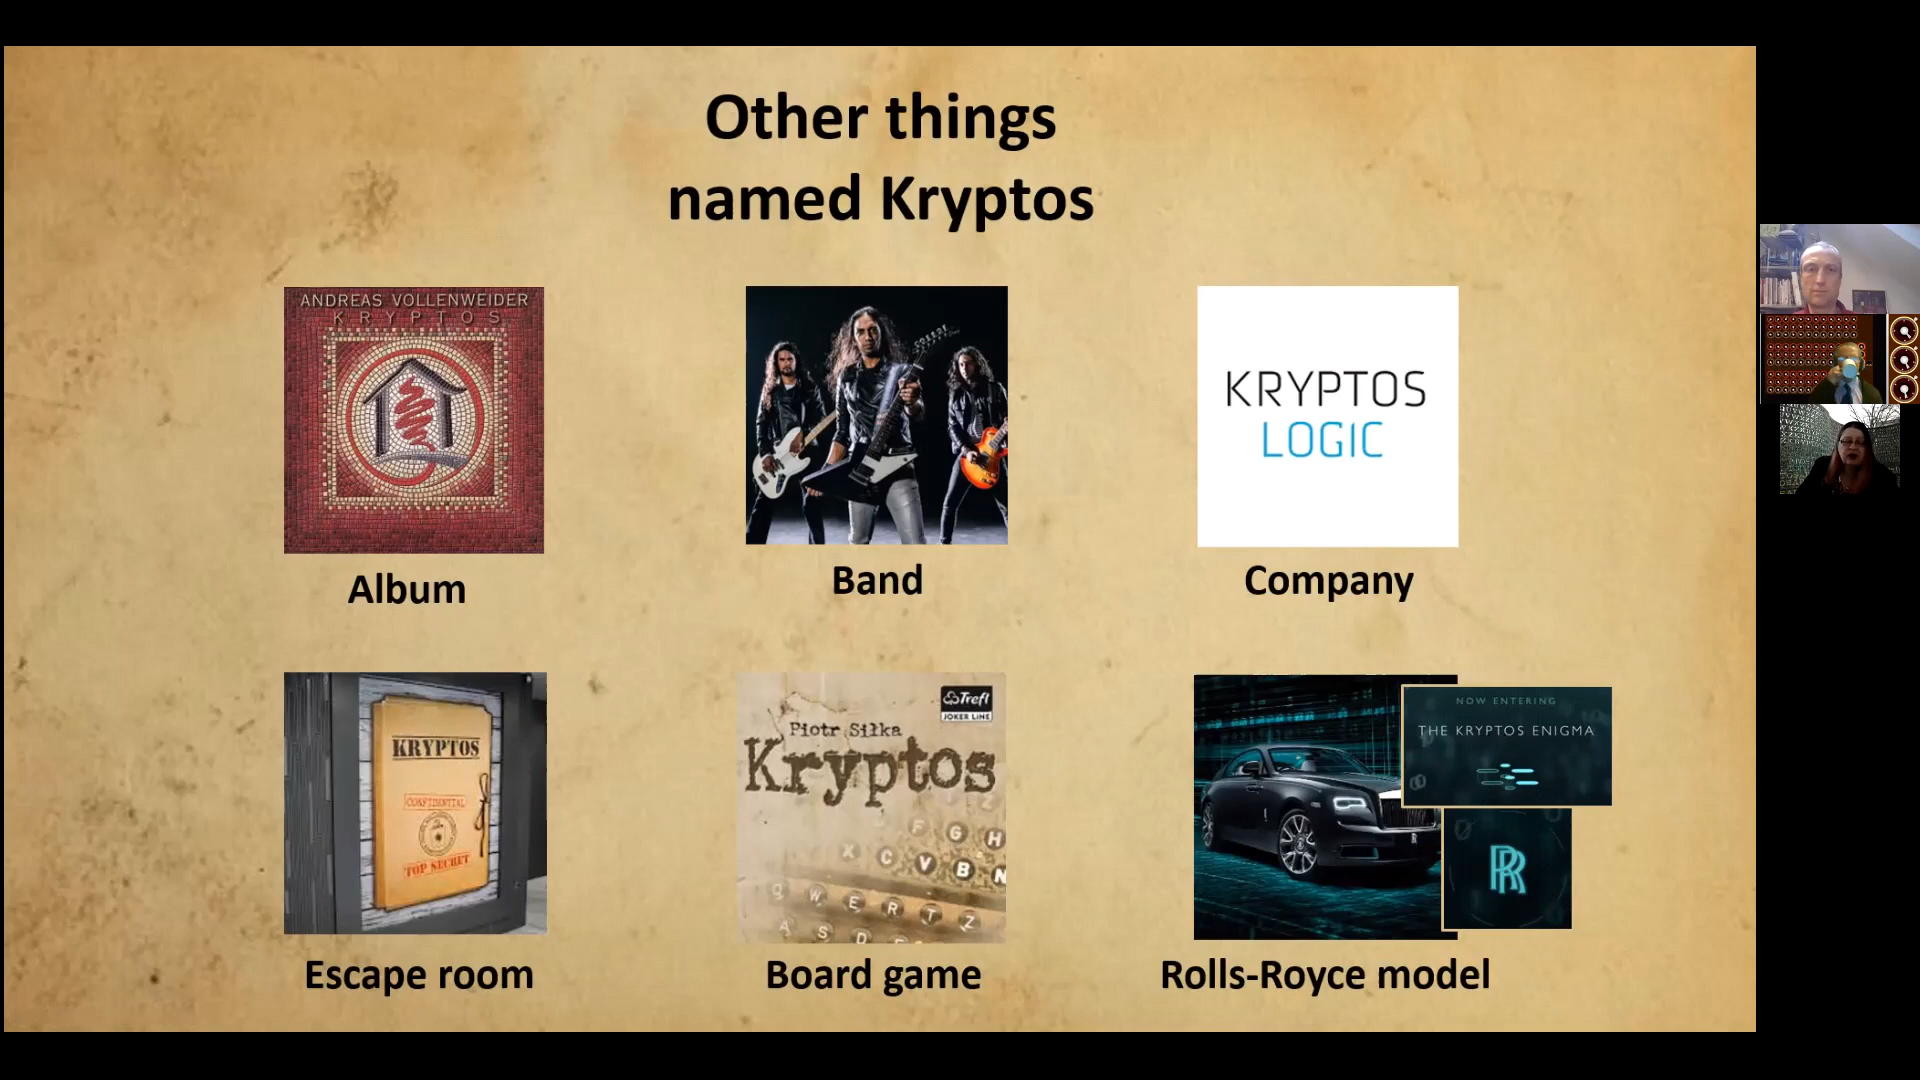 Other things
named Kryptos
ANDREAS VOLLENWEIDER
KRYPTOS
Album
Band
KRYPTOS
LOGIC
Company
KRYPTOS
CONFIDENTIAL
TOP SECRET
Escape room
Trefl
JOKER LINE
Piotr Siłka
Kryptos
F G H
X C V B N
Q W E R T Z
A S D
Board game
NOW ENTERING
THE KRYPTOS ENIGMA
RR
Rolls-Royce model